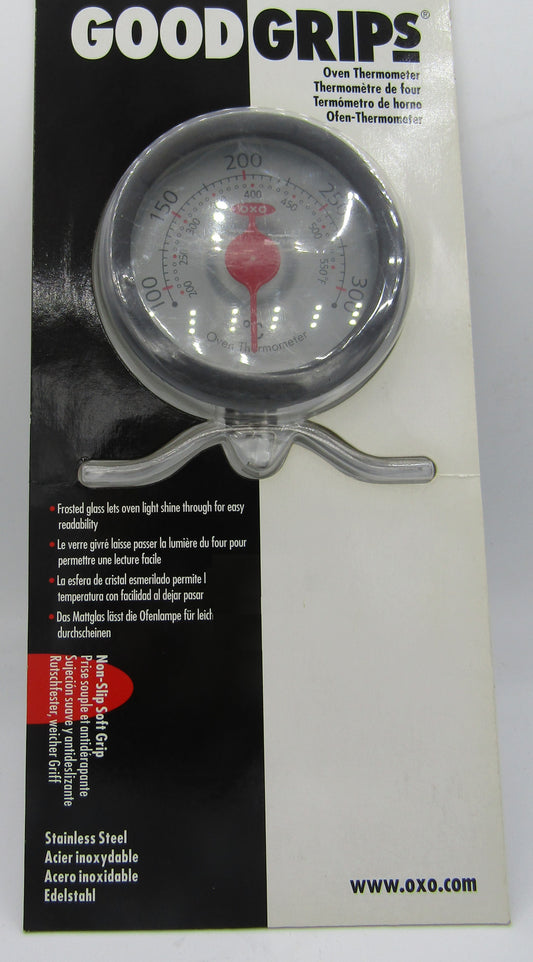 GOODGRIPS®
Oven Thermometer
Thermomètre de four
Termómetro de horno
Ofen-Thermometer
100 150 200 250 300
200 250 300 400 450 500 550°F
OXO
°C
Oven Thermometer
• Frosted glass lets oven light shine through for easy
readability
• Le verre givré laisse passer la lumière du four pour
permettre une lecture facile
• La esfera de cristal esmerilado permite l
temperatura con facilidad al dejar pasar
• Das Mattglas lässt die Ofenlampe für leich
durchscheinen
Non-Slip Soft Grip
Prise souple et antidérapante
Sujeción suave y antideslizante
Rutschfester, weicher Griff
Stainless Steel
Acier inoxydable
Acero inoxidable
Edelstahl
www.oxo.com